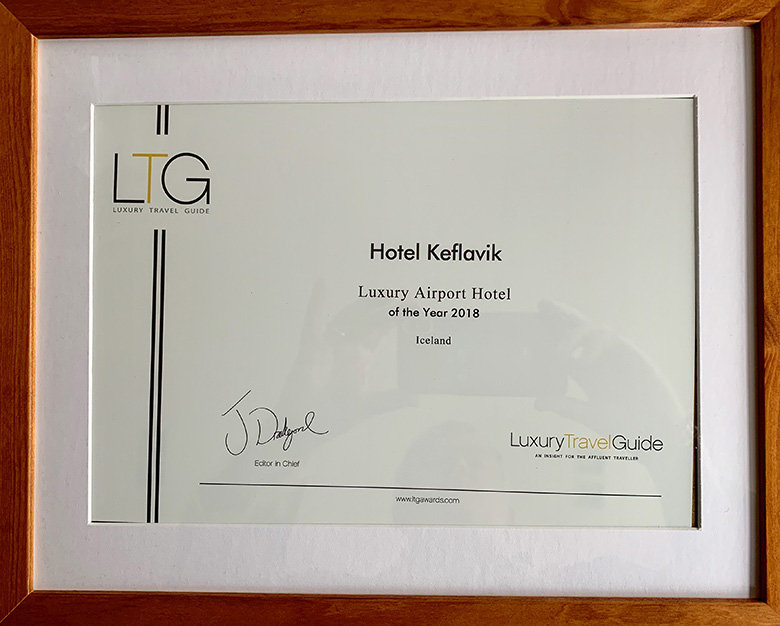 LTG
LUXURY TRAVEL GUIDE
Hotel Keflavik
Luxury Airport Hotel
of the Year 2018
Iceland
Editor in Chief
LuxuryTravelGuide
AN INSIGHT FOR THE AFFLUENT TRAVELLER
www.ltgawards.com